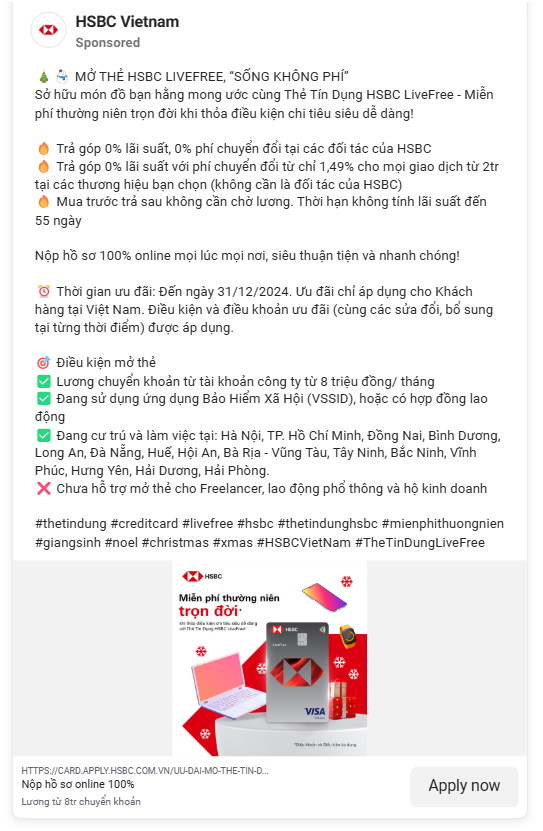 HSBC Vietnam
Sponsored
🎄 ⛄ MỞ THẺ HSBC LIVEFREE, “SỐNG KHÔNG PHÍ”
Sở hữu món đồ bạn hằng mong ước cùng Thẻ Tín Dụng HSBC LiveFree - Miễn
phí thường niên trọn đời khi thỏa điều kiện chi tiêu siêu dễ dàng!
🔥 Trả góp 0% lãi suất, 0% phí chuyển đổi tại các đối tác của HSBC
🔥 Trả góp 0% lãi suất với phí chuyển đổi từ chỉ 1,49% cho mọi giao dịch từ 2tr
tại các thương hiệu bạn chọn (không cần là đối tác của HSBC)
🔥 Mua trước trả sau không cần chờ lương. Thời hạn không tính lãi suất đến
55 ngày
Nộp hồ sơ 100% online mọi lúc mọi nơi, siêu thuận tiện và nhanh chóng!
⏰ Thời gian ưu đãi: Đến ngày 31/12/2024. Ưu đãi chỉ áp dụng cho Khách
hàng tại Việt Nam. Điều kiện và điều khoản ưu đãi (cùng các sửa đổi, bổ sung
tại từng thời điểm) được áp dụng.
🎯 Điều kiện mở thẻ
✅ Lương chuyển khoản từ tài khoản công ty từ 8 triệu đồng/ tháng
✅ Đang sử dụng ứng dụng Bảo Hiểm Xã Hội (VSSID), hoặc có hợp đồng lao
động
✅ Đang cư trú và làm việc tại: Hà Nội, TP. Hồ Chí Minh, Đồng Nai, Bình Dương,
Long An, Đà Nẵng, Huế, Hội An, Bà Rịa - Vũng Tàu, Tây Ninh, Bắc Ninh, Vĩnh
Phúc, Hưng Yên, Hải Dương, Hải Phòng.
❌ Chưa hỗ trợ mở thẻ cho Freelancer, lao động phổ thông và hộ kinh doanh
#thetindung #creditcard #livefree #hsbc #thetindunghsbc #mienphithuongnien
#giangsinh #noel #christmas #xmas #HSBCVietNam #TheTinDungLiveFree
HSBC
Miễn phí thường niên
trọn đời*
khi thỏa điều kiện chi tiêu siêu dễ dàng
với Thẻ Tín Dụng HSBC LiveFree!
HSBC
LiveFree
VISA
*Điều khoản và Điều kiện áp dụng
HTTPS://CARD.APPLY.HSBC.COM.VN/UU-DAI-MO-THE-TIN-D...
Nộp hồ sơ online 100%
Lương từ 8tr chuyển khoản
Apply now